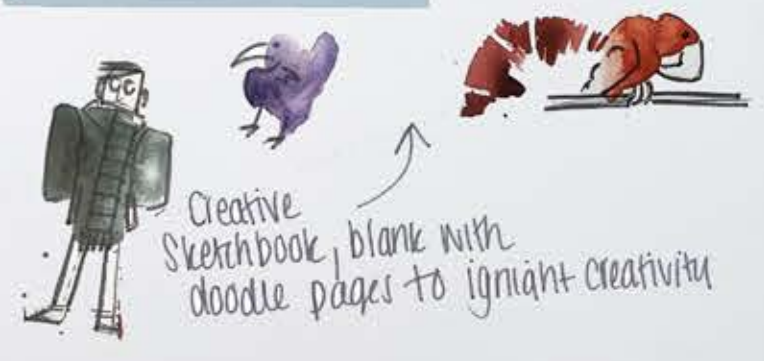 Creative
Sketchbook, blank with
doodle pages to ignight creativity